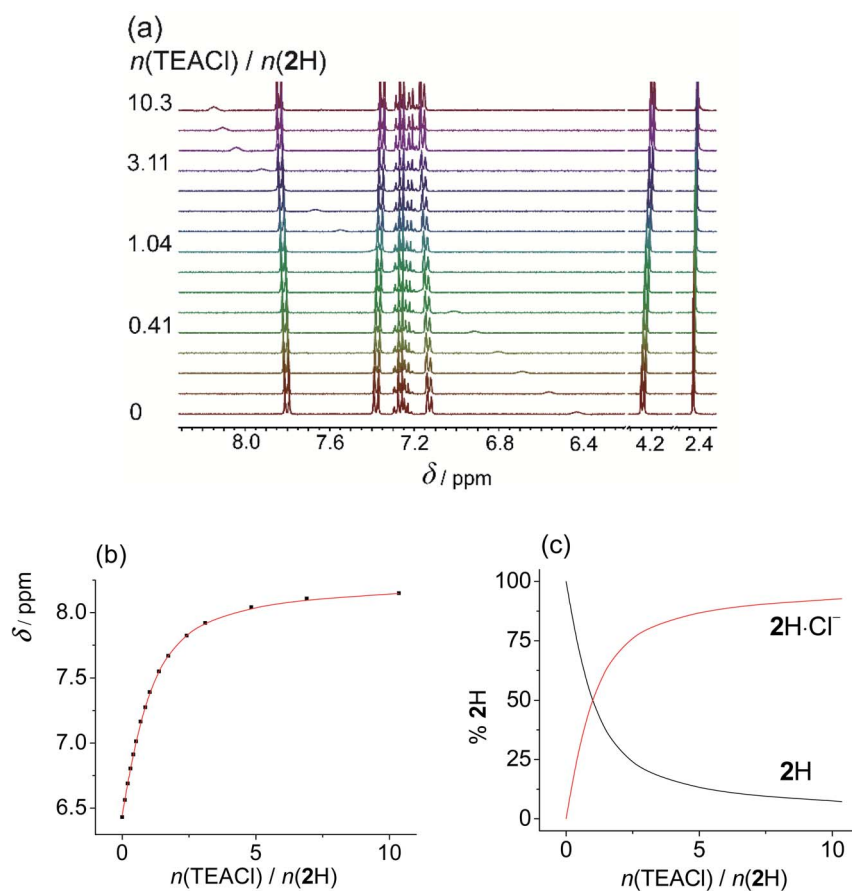 (a)
n(TEACl) / n(2H)
10.3
3.11
1.04
0.41
0
8.0 7.6 7.2 6.8 6.4 4.2 2.4
δ / ppm
(b)
8.0
7.5
7.0
6.5
δ / ppm
0 5 10
n(TEACl) / n(2H)
(c)
100
75
50
25
0
% 2H
2H·Cl⁻
2H
0 5 10
n(TEACl) / n(2H)